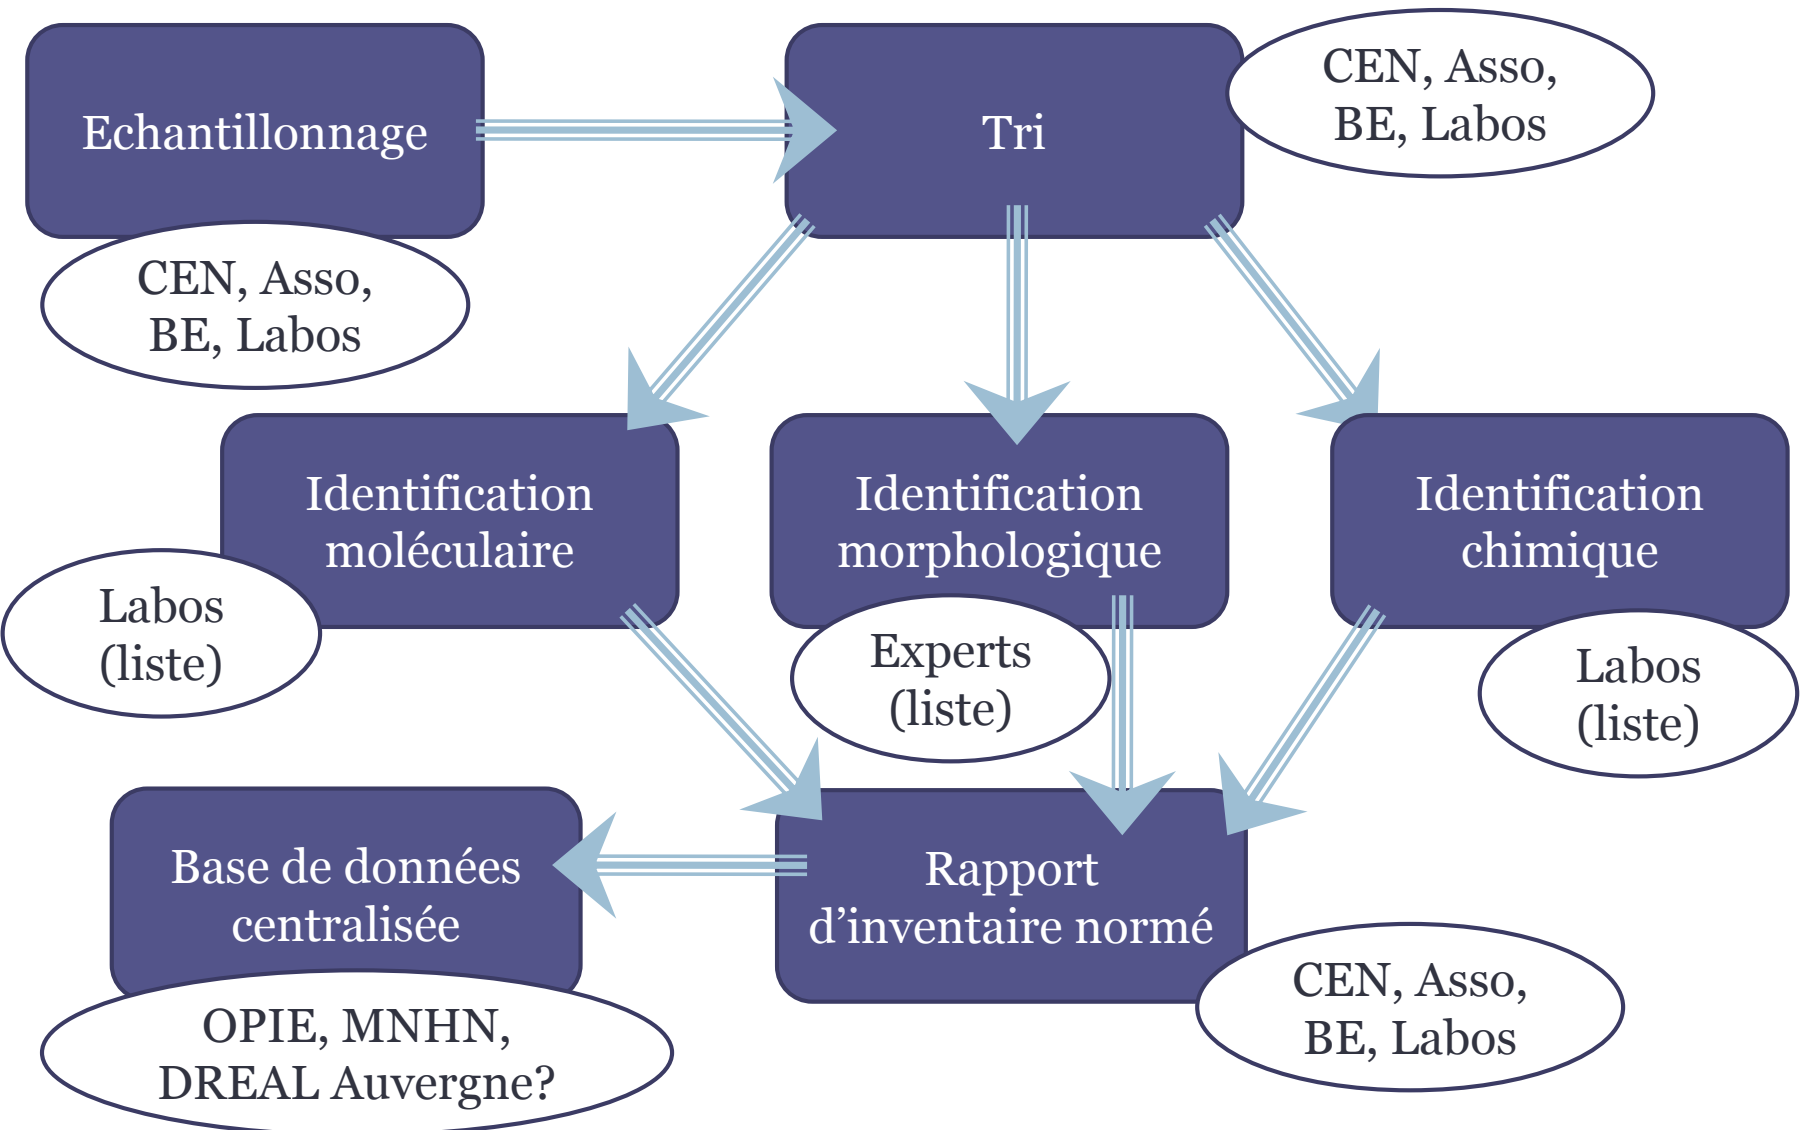 Echantillonnage
CEN, Asso,
BE, Labos
Tri
CEN, Asso,
BE, Labos
Identification
moléculaire
Labos
(liste)
Identification
morphologique
Experts
(liste)
Identification
chimique
Labos
(liste)
Base de données
centralisée
OPIE, MNHN,
DREAL Auvergne?
Rapport
d’inventaire normé
CEN, Asso,
BE, Labos